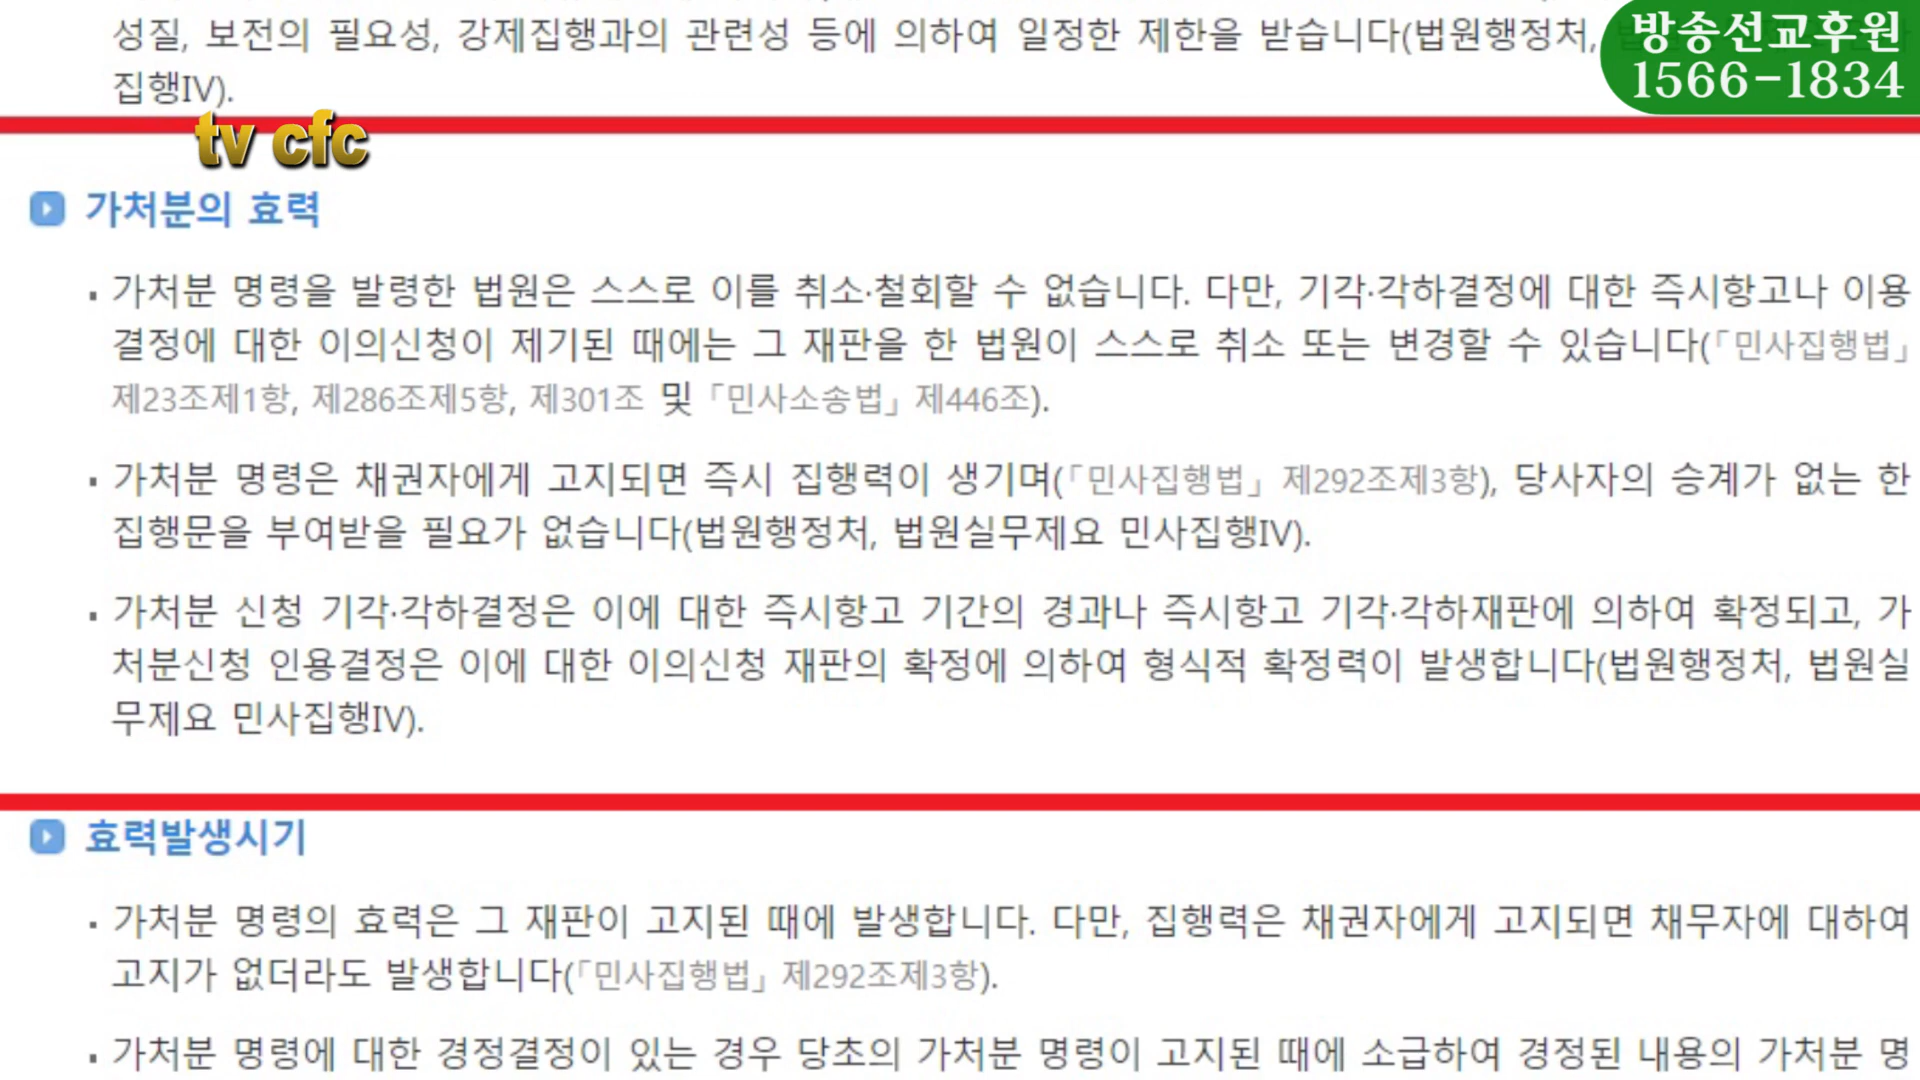 성질, 보전의 필요성, 강제집행과의 관련성 등에 의하여 일정한 제한을 받습니다(법원행정처,
집행IV).
방송선교후원
1566-1834
tv cfc
가처분의 효력
가처분 명령을 발령한 법원은 스스로 이를 취소·철회할 수 없습니다. 다만, 기각·각하결정에 대한 즉시항고나 이용
결정에 대한 이의신청이 제기된 때에는 그 재판을 한 법원이 스스로 취소 또는 변경할 수 있습니다(「민사집행법」
제23조제1항, 제286조제5항, 제301조 및 「민사소송법」 제446조).
가처분 명령은 채권자에게 고지되면 즉시 집행력이 생기며(「민사집행법」 제292조제3항), 당사자의 승계가 없는 한
집행문을 부여받을 필요가 없습니다(법원행정처, 법원실무제요 민사집행IV).
가처분 신청 기각·각하결정은 이에 대한 즉시항고 기간의 경과나 즉시항고 기각·각하재판에 의하여 확정되고, 가
처분신청 인용결정은 이에 대한 이의신청 재판의 확정에 의하여 형식적 확정력이 발생합니다(법원행정처, 법원실
무제요 민사집행IV).
효력발생시기
가처분 명령의 효력은 그 재판이 고지된 때에 발생합니다. 다만, 집행력은 채권자에게 고지되면 채무자에 대하여
고지가 없더라도 발생합니다(「민사집행법」 제292조제3항).
가처분 명령에 대한 경정결정이 있는 경우 당초의 가처분 명령이 고지된 때에 소급하여 경정된 내용의 가처분 명